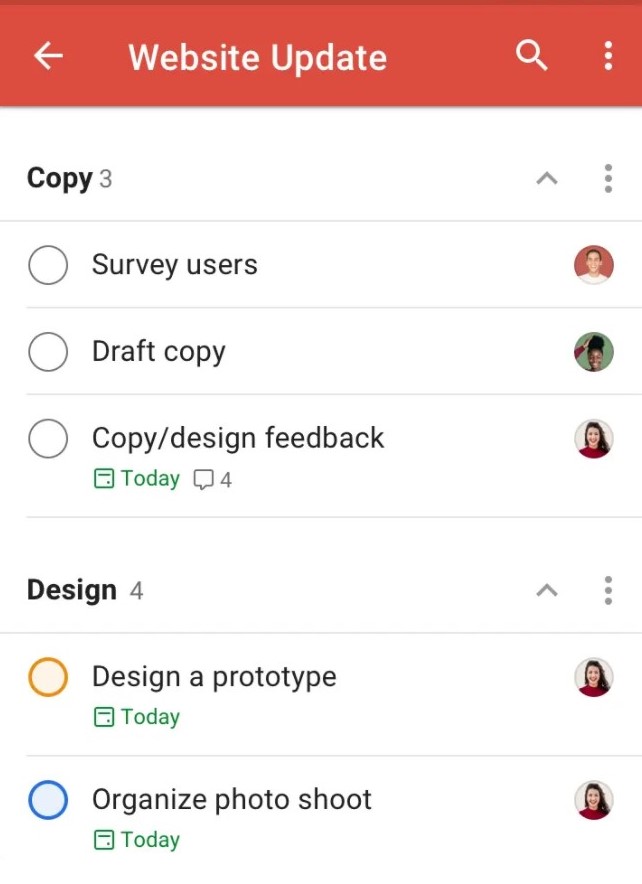 Website Update
Copy 3
Survey users
Draft copy
Copy/design feedback
Today 4
Design 4
Design a prototype
Today
Organize photo shoot
Today